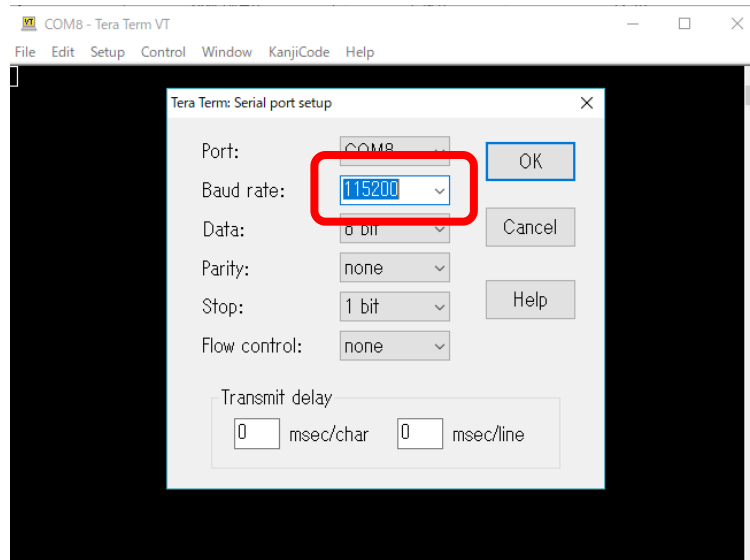 COM8 - Tera Term VT
File Edit Setup Control Window KanjiCode Help
Tera Term: Serial port setup
Port: COM8
OK
Baud rate: 115200
Data: 8 bit
Cancel
Parity: none
Stop: 1 bit
Help
Flow control: none
Transmit delay
0 msec/char 0 msec/line